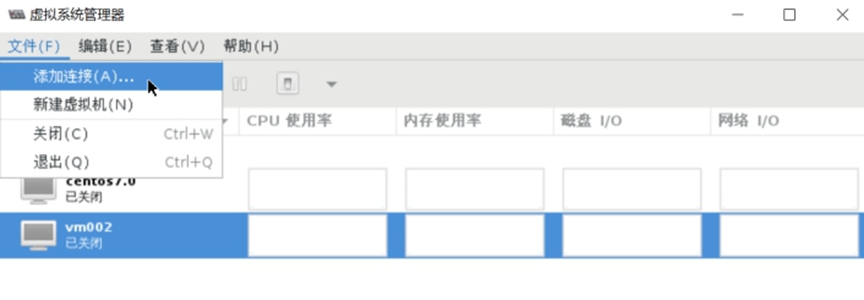 虚拟系统管理器
文件(F) 编辑(E) 查看(V) 帮助(H)
添加连接(A)...
新建虚拟机(N)
关闭(C) Ctrl+W
退出(Q) Ctrl+Q
CPU 使用率 内存使用率 磁盘 I/O 网络 I/O
centos7.0
已关闭
vm002
已关闭